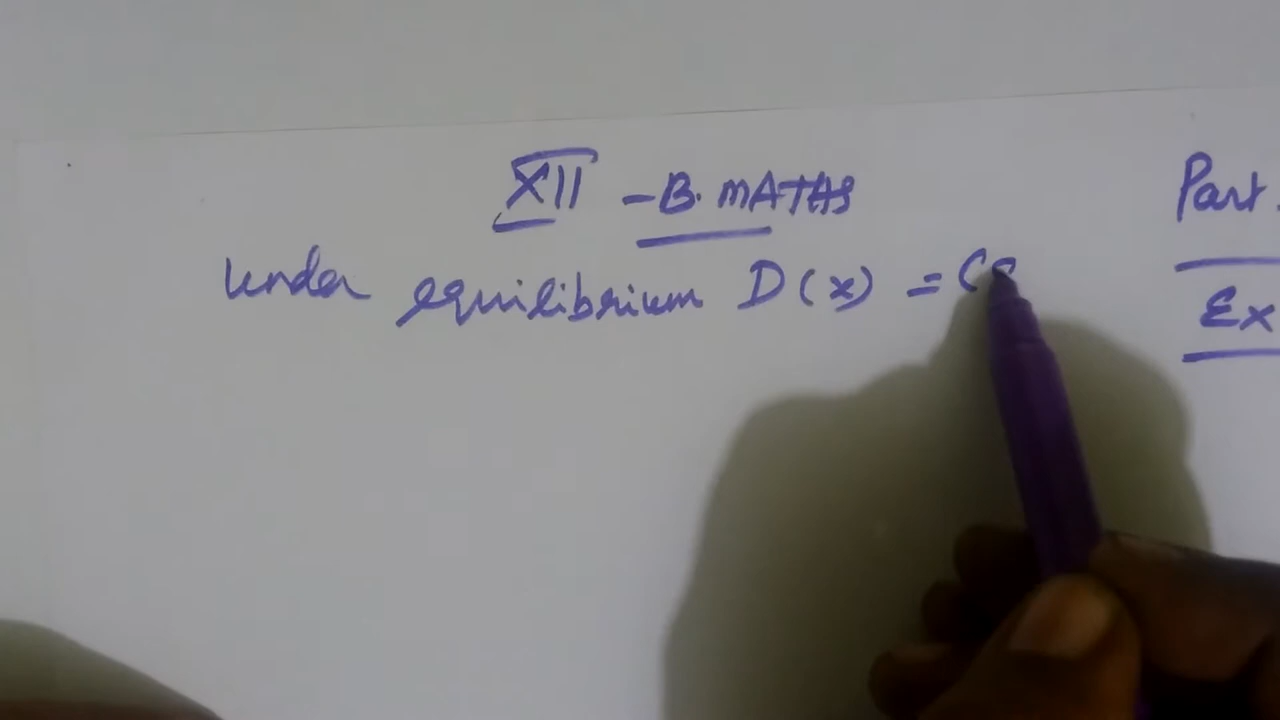 XII - B. MATHS
Part.
under equilibrium D(x) = (
Ex